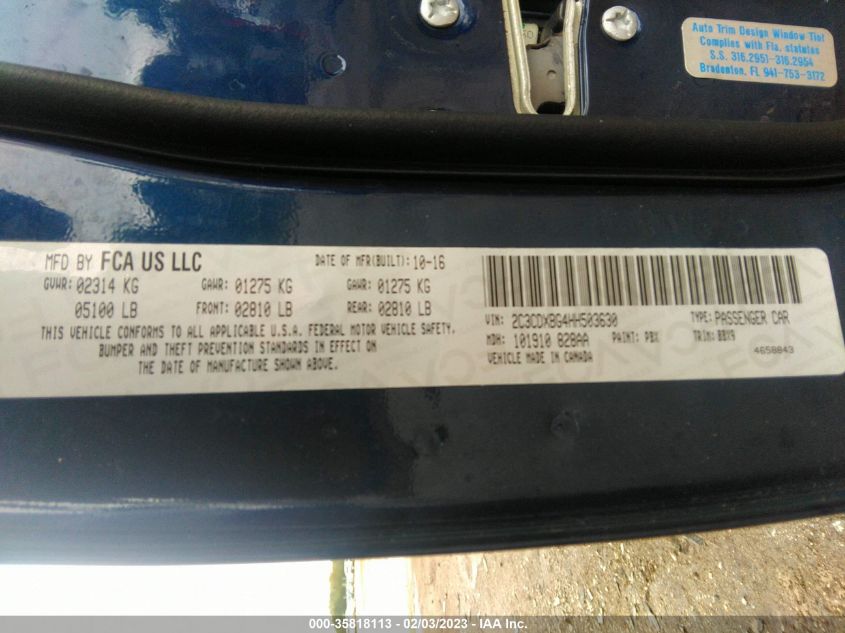 Auto Trim Design Window Tint
Complies with Fla. statutes
S.S. 316.2951-316.2954
Bradenton, FL 941-753-3172
MFD BY FCA US LLC
DATE OF MFR(BUILT): 10-16
GVWR: 02314 KG
GAWR: 01275 KG
GAWR: 01275 KG
05100 LB
FRONT: 02810 LB
REAR: 02810 LB
THIS VEHICLE CONFORMS TO ALL APPLICABLE U.S.A. FEDERAL MOTOR VEHICLE SAFETY,
BUMPER AND THEFT PREVENTION STANDARDS IN EFFECT ON
THE DATE OF MANUFACTURE SHOWN ABOVE.
VIN: 2C3CDXBG4HH503630
TYPE: PASSENGER CAR
MDH: 101910 828AA
PAINT: PBX
TRIM: BBX9
VEHICLE MADE IN CANADA
4658843
000-35818113 - 02/03/2023 - IAA Inc.